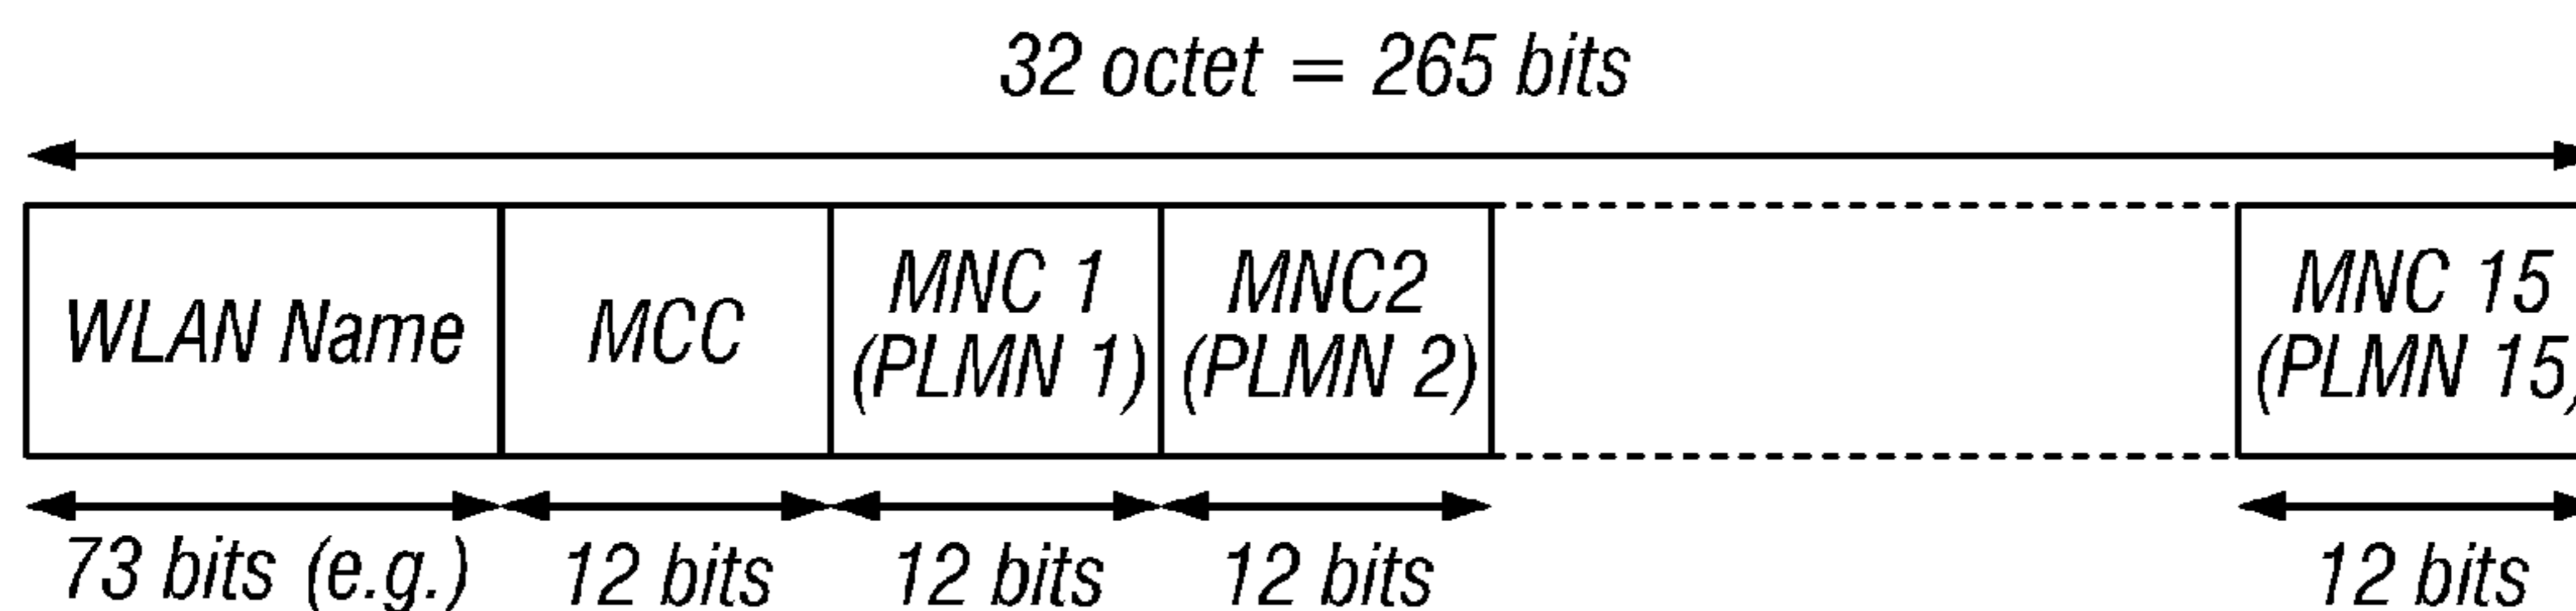 32 octet = 265 bits
WLAN Name
MCC
MNC 1
(PLMN 1)
MNC2
(PLMN 2)
MNC 15
(PLMN 15)
73 bits (e.g.)
12 bits
12 bits
12 bits
12 bits